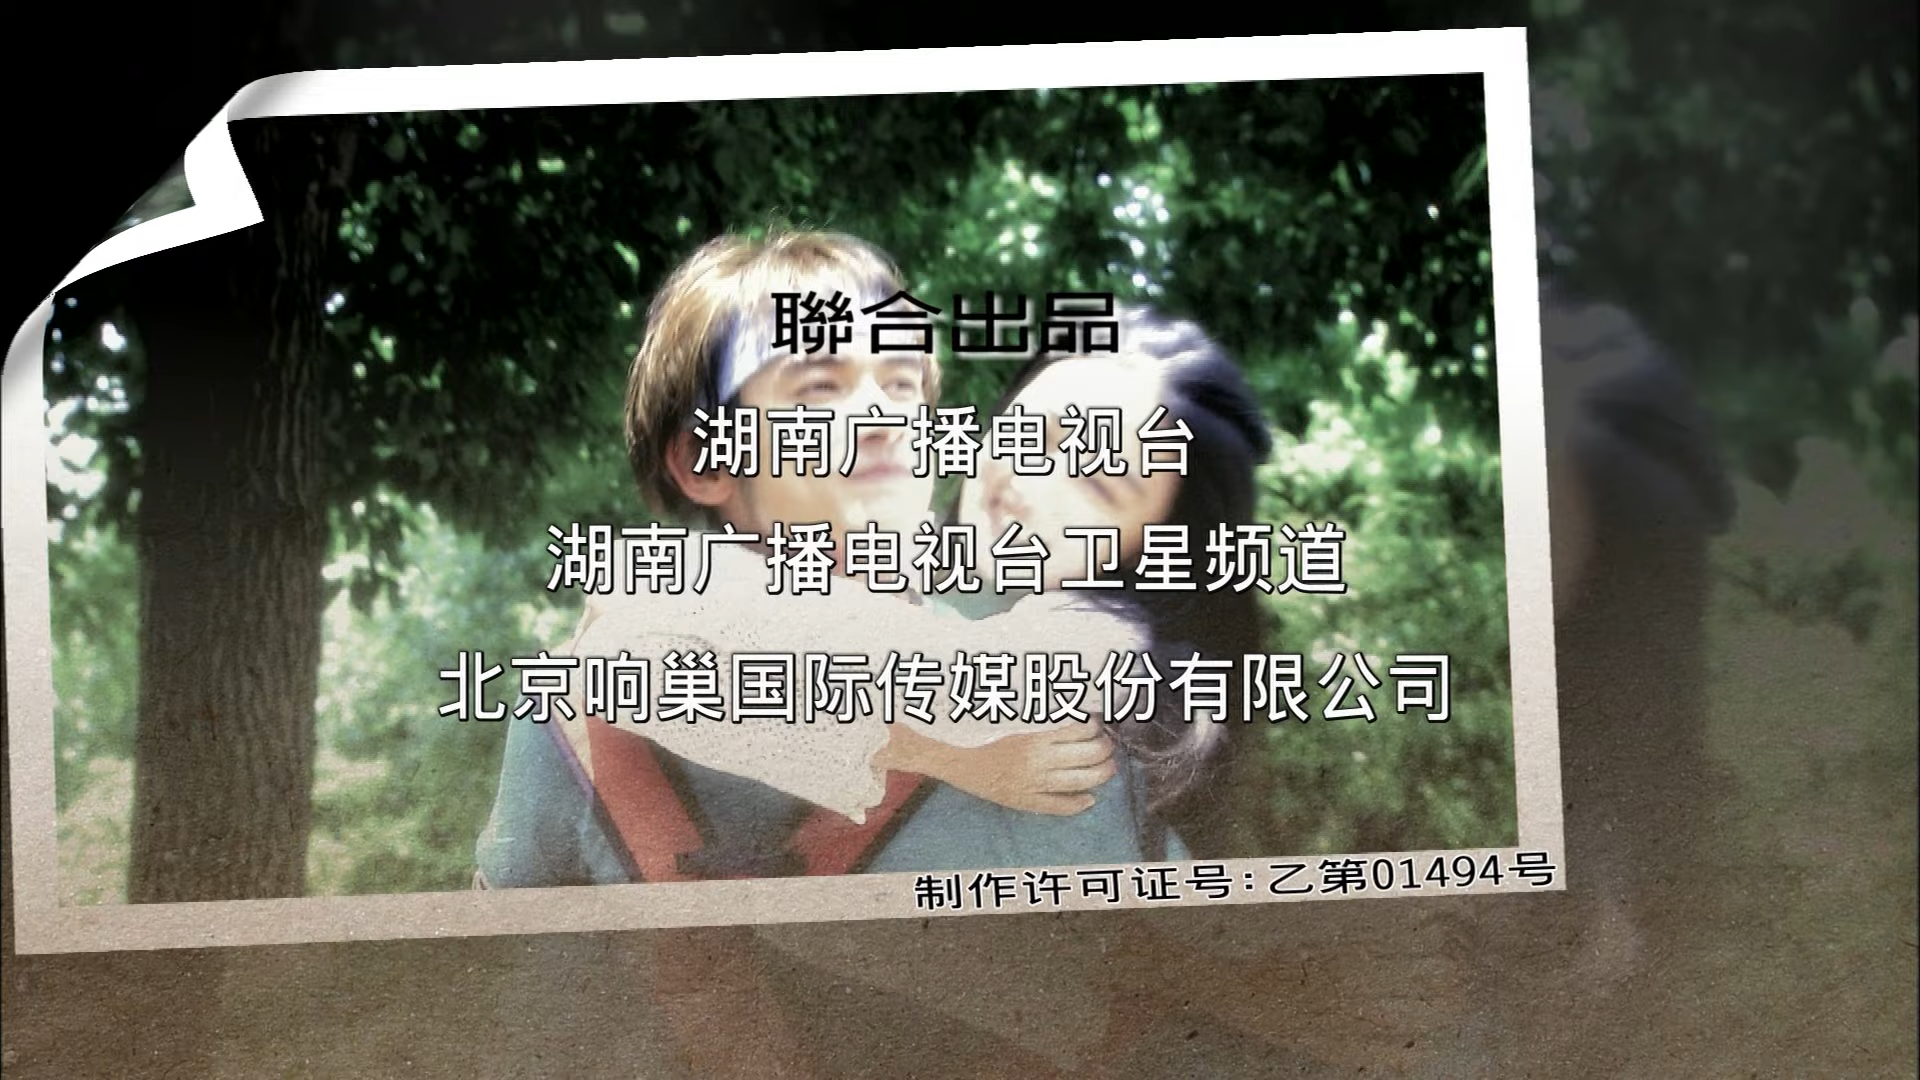 聯合出品
湖南广播电视台
湖南广播电视台卫星频道
北京响巢国际传媒股份有限公司
制作许可证号:乙第01494号